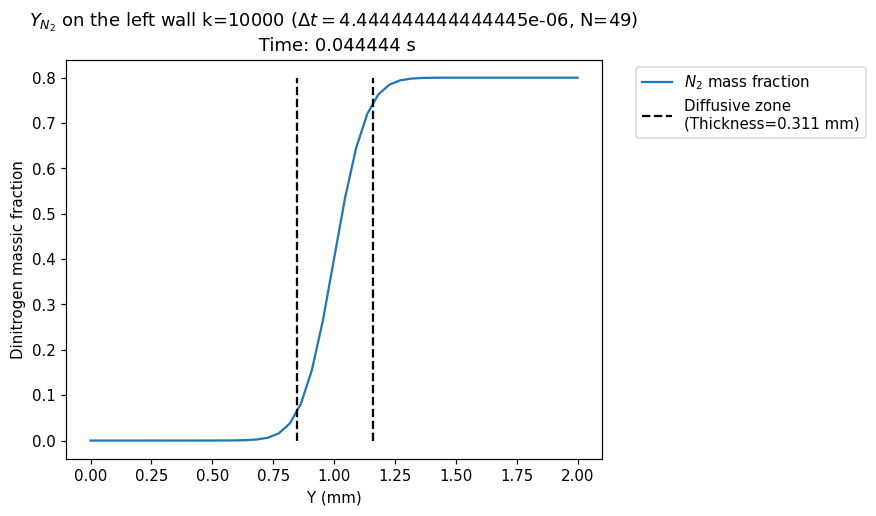 Y_{N_2} on the left wall k=10000 (Δt = 4.444444444444445e-06, N=49)
Time: 0.044444 s
N_2 mass fraction
Diffusive zone
(Thickness=0.311 mm)
Dinitrogen massic fraction
0.8
0.7
0.6
0.5
0.4
0.3
0.2
0.1
0.0
0.00 0.25 0.50 0.75 1.00 1.25 1.50 1.75 2.00
Y (mm)